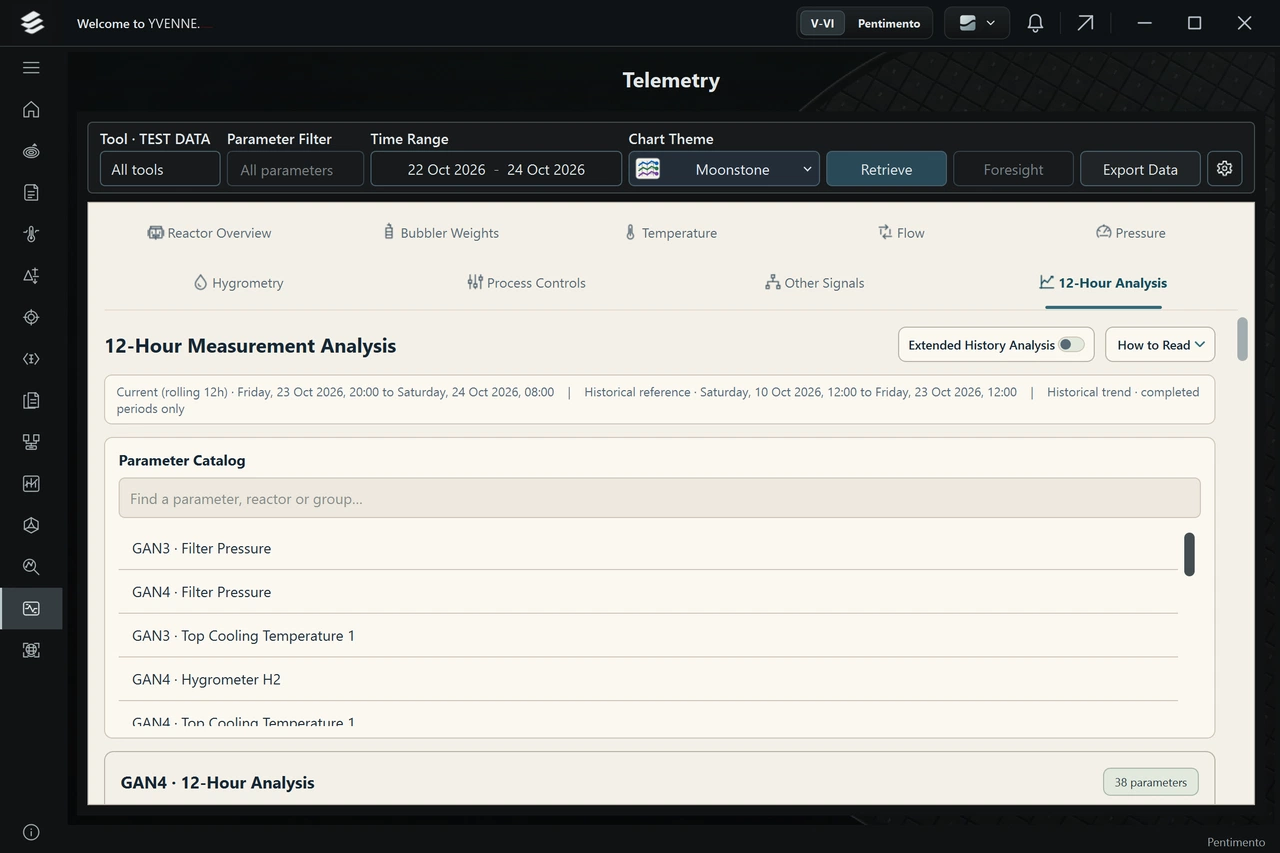 Welcome to YVENNE.
V-VI Pentimento
Telemetry
Tool · TEST DATA Parameter Filter Time Range Chart Theme
All tools All parameters 22 Oct 2026 - 24 Oct 2026 Moonstone Retrieve Foresight Export Data
Reactor Overview Bubbler Weights Temperature Flow Pressure
Hygrometry Process Controls Other Signals 12-Hour Analysis
12-Hour Measurement Analysis Extended History Analysis How to Read
Current (rolling 12h) · Friday, 23 Oct 2026, 20:00 to Saturday, 24 Oct 2026, 08:00 | Historical reference · Saturday, 10 Oct 2026, 12:00 to Friday, 23 Oct 2026, 12:00 | Historical trend · completed
periods only
Parameter Catalog
Find a parameter, reactor or group...
GAN3 · Filter Pressure
GAN4 · Filter Pressure
GAN3 · Top Cooling Temperature 1
GAN4 · Hygrometer H2
GAN4 · Top Cooling Temperature 1
GAN4 · 12-Hour Analysis 38 parameters
Pentimento